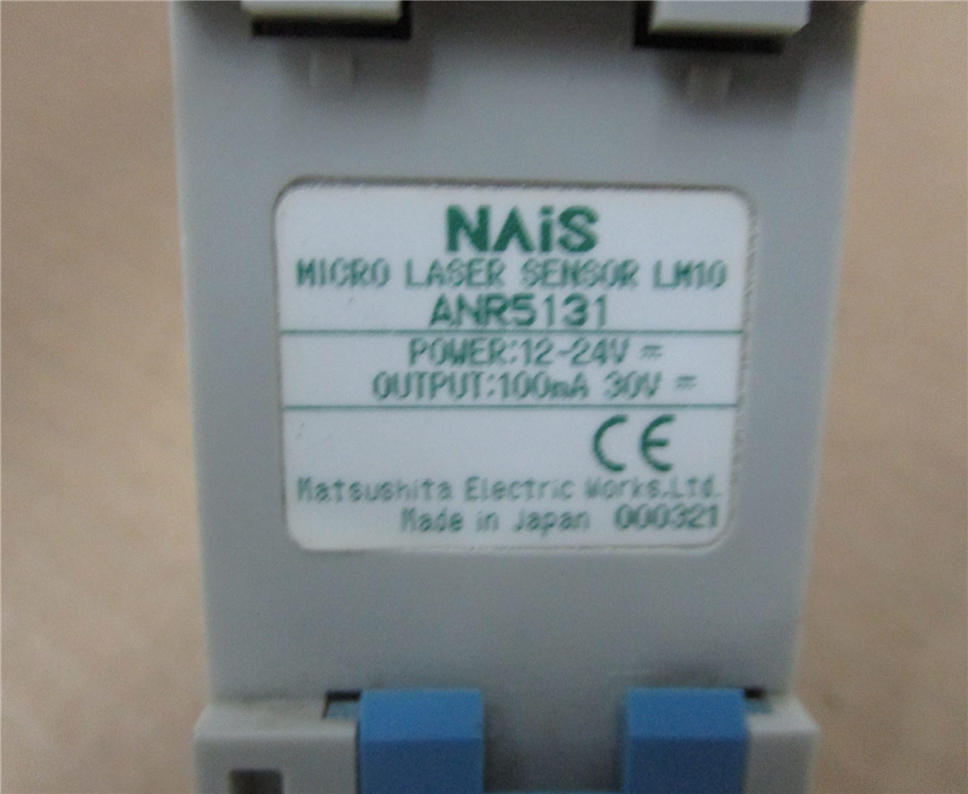 NAiS
MICRO LASER SENSOR LM10
ANR5131
POWER:12-24V ⎓
OUTPUT:100mA 30V ⎓
CE
Matsushita Electric Works.Ltd.
Made in Japan 000321